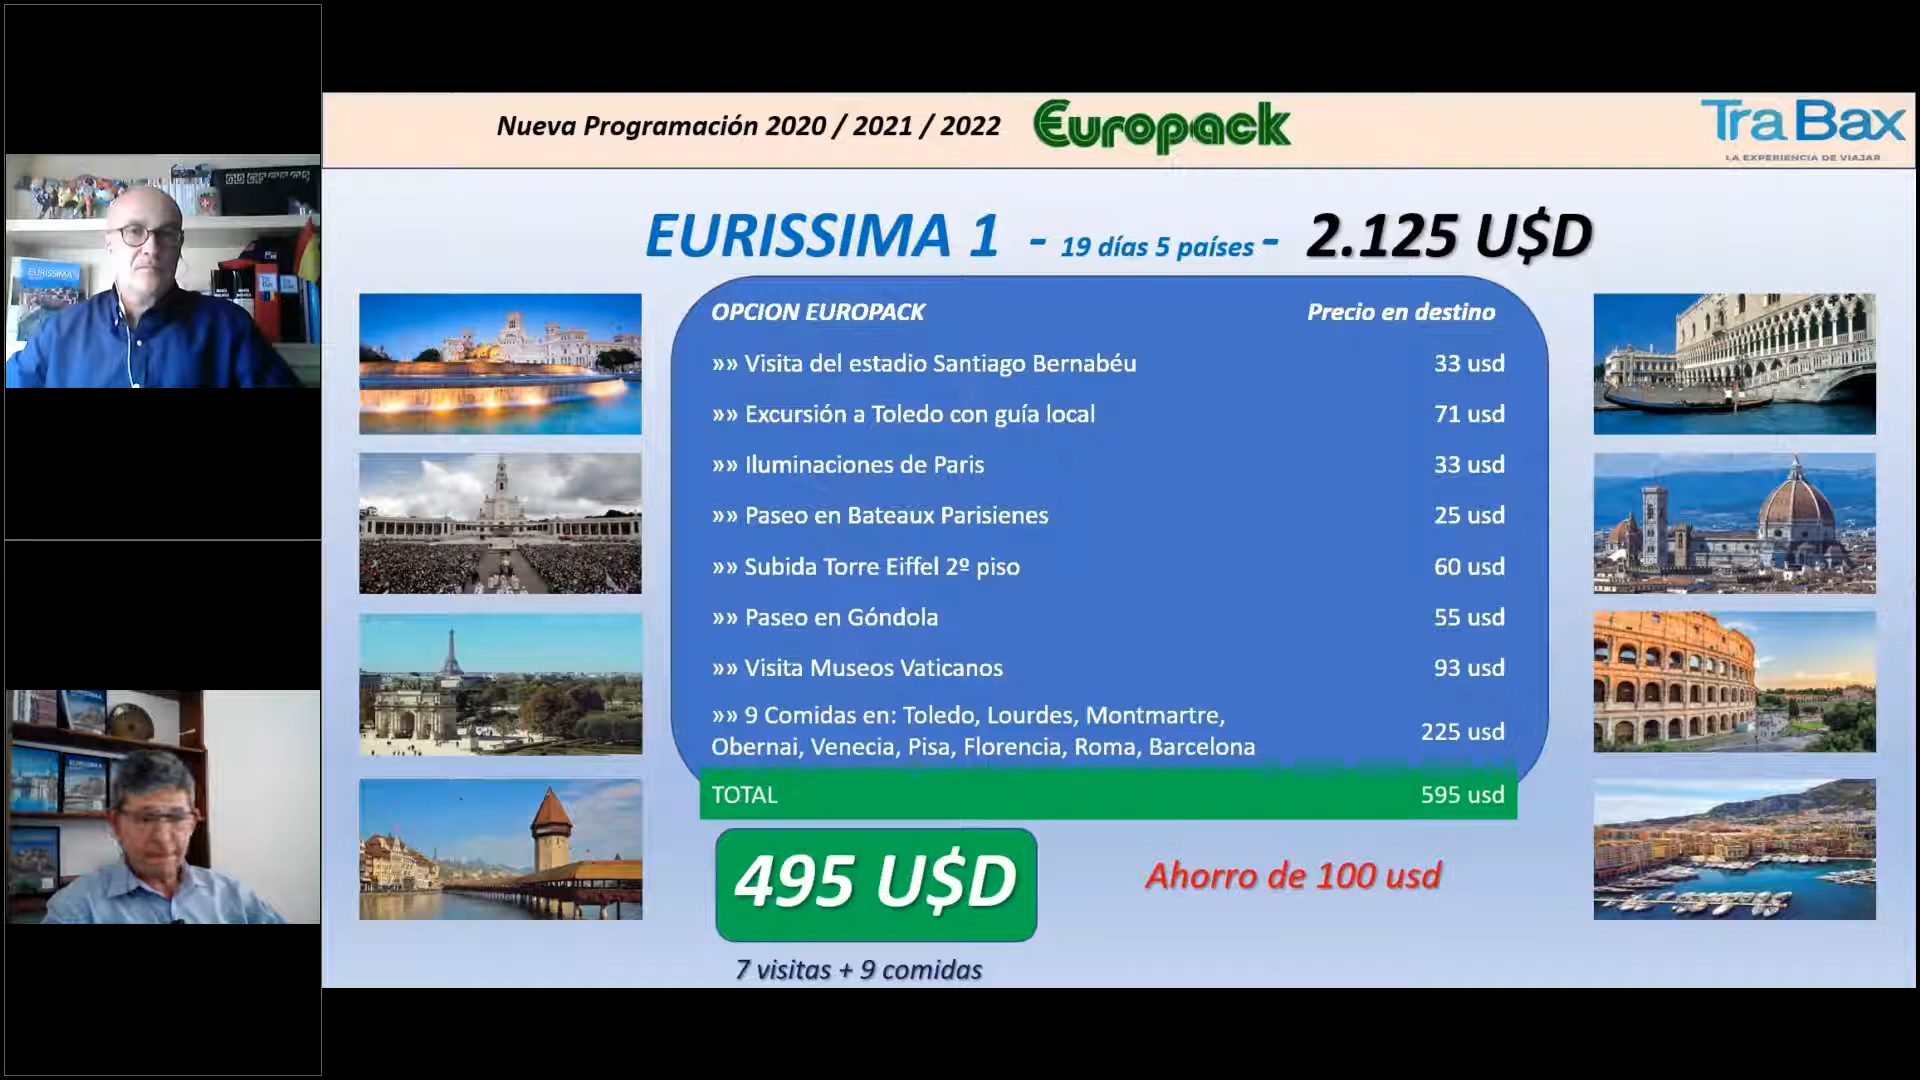 Nueva Programación 2020 / 2021 / 2022
Europack
Tra Bax
LA EXPERIENCIA DE VIAJAR
EURISSIMA 1 - 19 días 5 países - 2.125 U$D
OPCION EUROPACK Precio en destino
»» Visita del estadio Santiago Bernabéu 33 usd
»» Excursión a Toledo con guía local 71 usd
»» Iluminaciones de Paris 33 usd
»» Paseo en Bateaux Parisienes 25 usd
»» Subida Torre Eiffel 2º piso 60 usd
»» Paseo en Góndola 55 usd
»» Visita Museos Vaticanos 93 usd
»» 9 Comidas en: Toledo, Lourdes, Montmartre,
Obernai, Venecia, Pisa, Florencia, Roma, Barcelona 225 usd
TOTAL 595 usd
495 U$D
Ahorro de 100 usd
7 visitas + 9 comidas
EURISSIMA